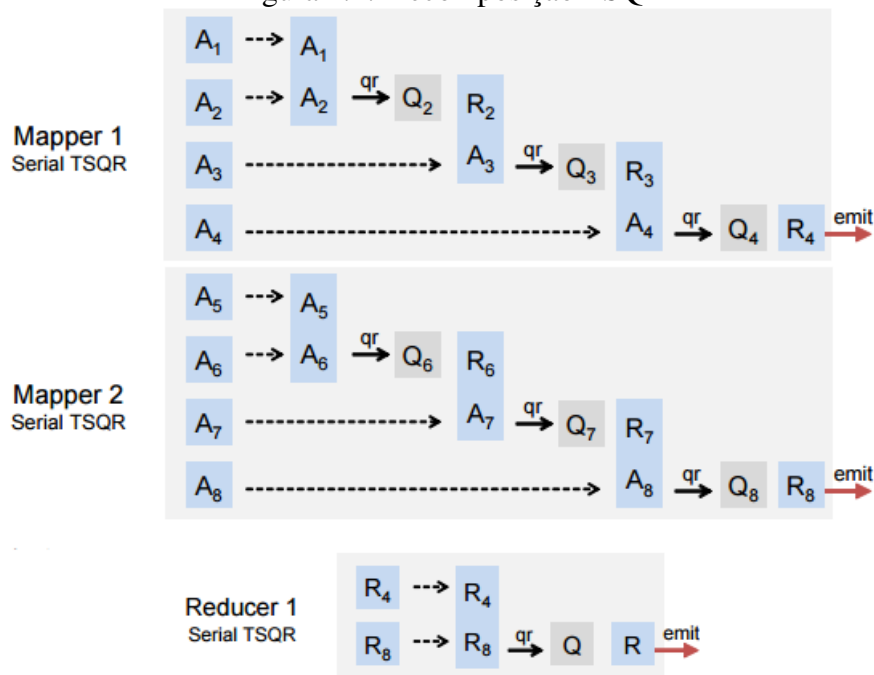 Decomposição
A1 A1
A2 A2 qr Q2 R2
Mapper 1
Serial TSQR
A3 A3 qr Q3 R3
A4 A4 qr Q4 R4 emit
A5 A5
A6 A6 qr Q6 R6
Mapper 2
Serial TSQR
A7 A7 qr Q7 R7
A8 A8 qr Q8 R8 emit
R4 R4
Reducer 1
Serial TSQR
R8 R8 qr Q R emit